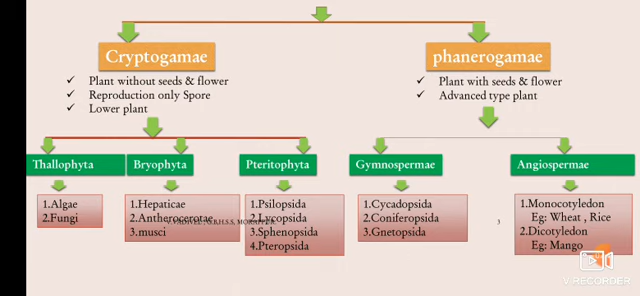 Cryptogamae
✓ Plant without seeds & flower
✓ Reproduction only Spore
✓ Lower plant
phanerogamae
✓ Plant with seeds & flower
✓ Advanced type plant
Thallophyta
1.Algae
2.Fungi
Bryophyta
1.Hepaticae
2.Antherocerotae
3.musci
Pteritophyta
1.Psilopsida
2.Lycopsida
3.Sphenopsida
4.Pteropsida
Gymnospermae
1.Cycadopsida
2.Coniferopsida
3.Gnetopsida
Angiospermae
1.Monocotyledon
Eg: Wheat , Rice
2.Dicotyledon
Eg: Mango
3
V RECORDER